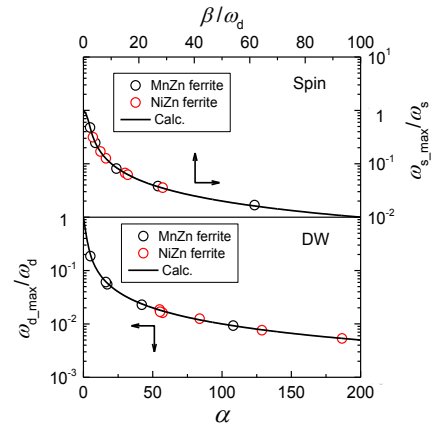 β/ω_d
0 20 40 60 80 100
MnZn ferrite
NiZn ferrite
Calc.
Spin
10^1
10^0
10^-1
10^-2
ω_s_max/ω_s
1
10^-1
10^-2
10^-3
ω_d_max/ω_d
MnZn ferrite
NiZn ferrite
Calc.
DW
0 50 100 150 200
α